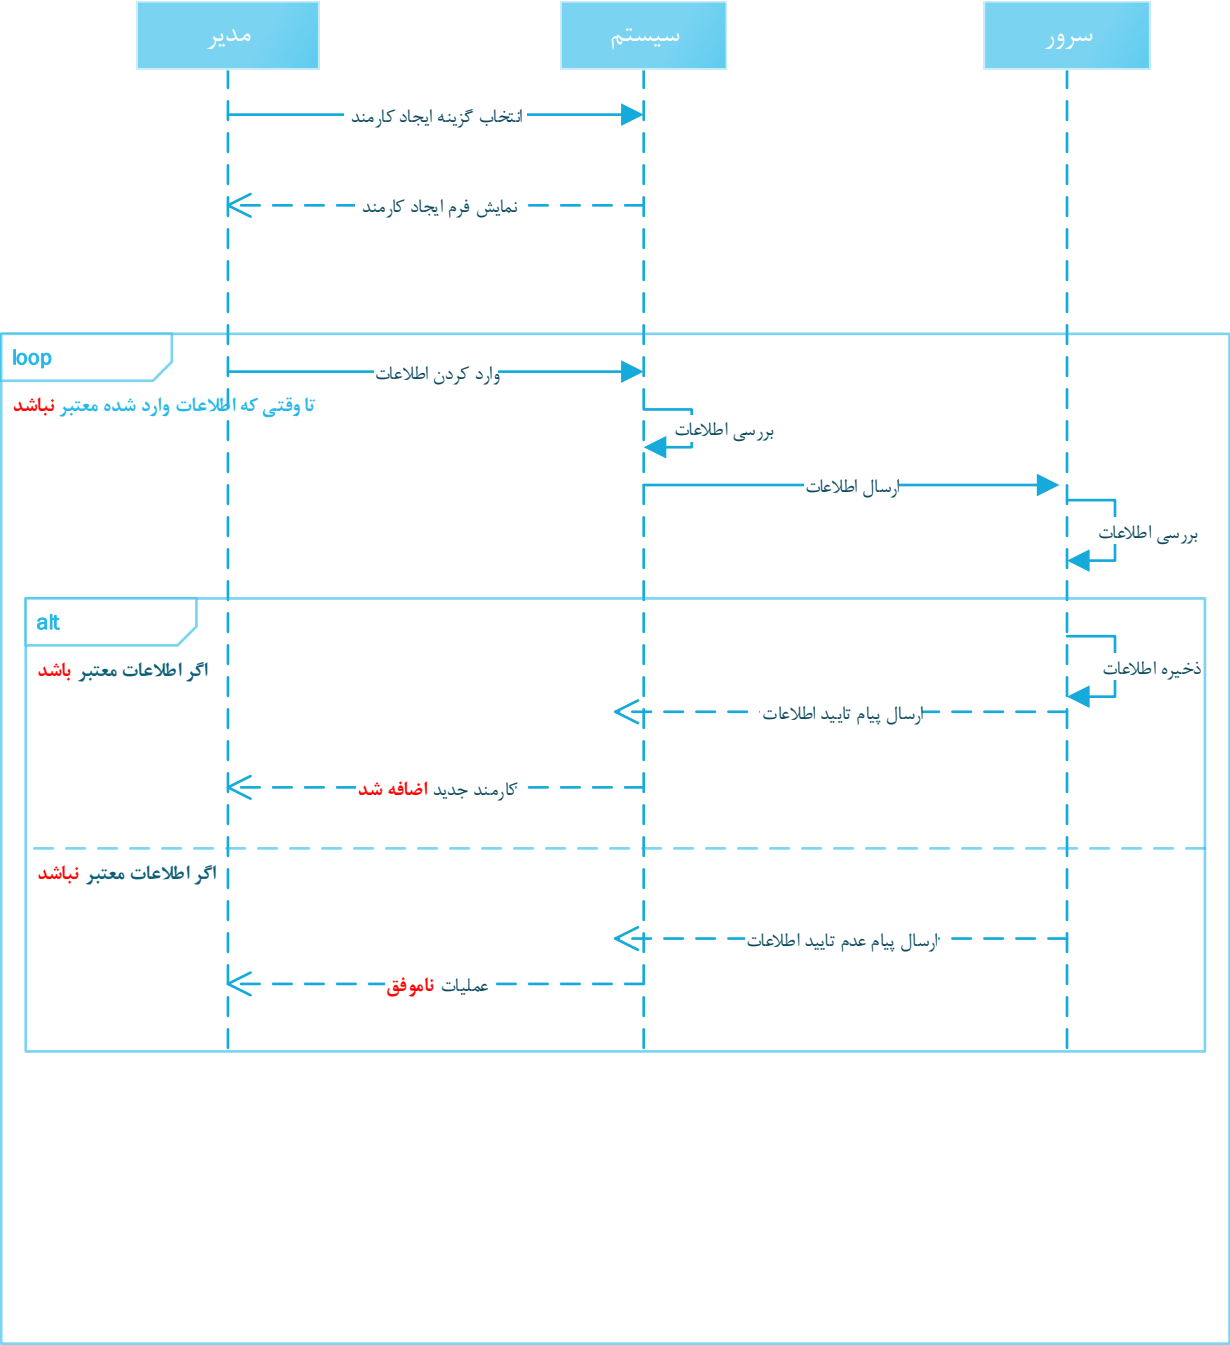 مدیر
سیستم
سرور
انتخاب گزینه ایجاد کارمند
نمایش فرم ایجاد کارمند
loop
وارد کردن اطلاعات
تا وقتی که اطلاعات وارد شده معتبر نباشد
بررسی اطلاعات
ارسال اطلاعات
بررسی اطلاعات
alt
اگر اطلاعات معتبر باشد
ذخیره اطلاعات
ارسال پیام تایید اطلاعات
کارمند جدید اضافه شد
اگر اطلاعات معتبر نباشد
ارسال پیام عدم تایید اطلاعات
عملیات ناموفق